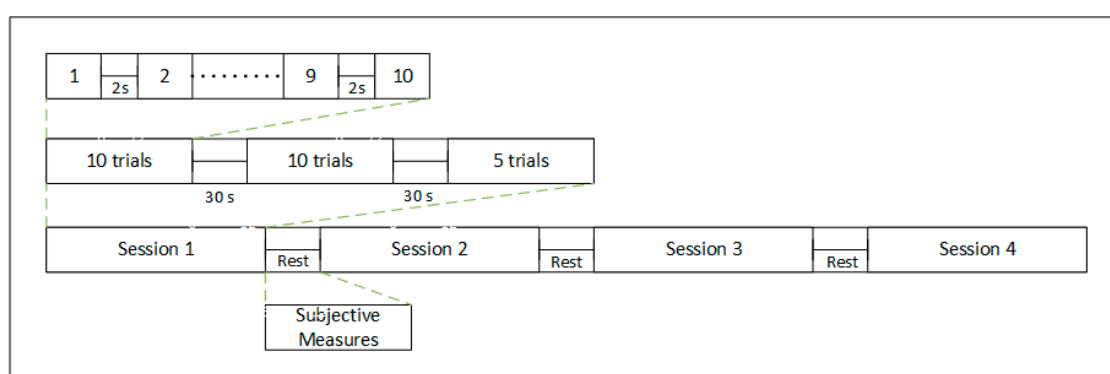 1 2s 2 ......... 9 2s 10
10 trials 10 trials 5 trials
30 s 30 s
Session 1 Session 2 Session 3 Session 4
Rest Rest Rest
Subjective
Measures